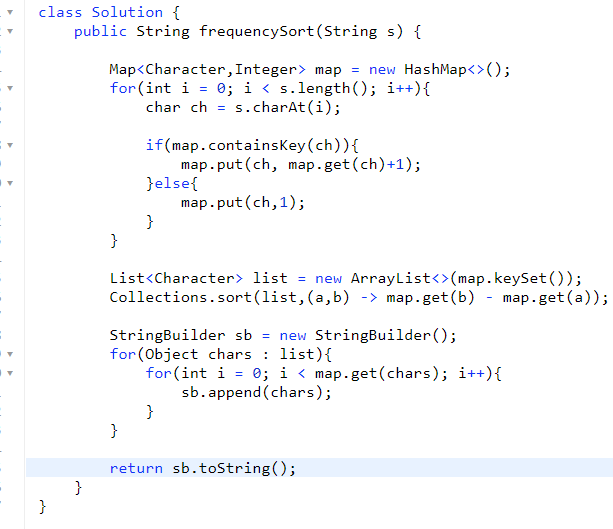 class Solution {
    public String frequencySort(String s) {

        Map<Character,Integer> map = new HashMap<>();
        for(int i = 0; i < s.length(); i++){
            char ch = s.charAt(i);

            if(map.containsKey(ch)){
                map.put(ch, map.get(ch)+1);
            }else{
                map.put(ch,1);
            }
        }

        List<Character> list = new ArrayList<>(map.keySet());
        Collections.sort(list,(a,b) -> map.get(b) - map.get(a));

        StringBuilder sb = new StringBuilder();
        for(Object chars : list){
            for(int i = 0; i < map.get(chars); i++){
                sb.append(chars);
            }
        }

        return sb.toString();
    }
}